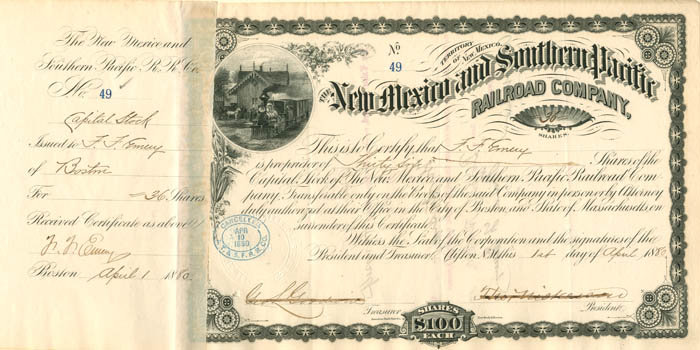 The New Mexico and
Southern Pacific R. R. Co.
No. 49
Capital Stock
Issued to F. F. Emery
of Boston
For 36 Shares
Received Certificate as above
F. F. Emery
Boston April 1 1880
No
49
TERRITORY
OF NEW MEXICO.
THE New Mexico and Southern Pacific
RAILROAD COMPANY,
36
SHARES.
This is to Certify that F. F. Emery
is proprietor of Thirty Six Shares of the
Capital Stock of The New Mexico and Southern Pacific Railroad Com-
pany, Transferable only on the Books of the said Company in person or by Attorney
duly authorized at their Office in the City of Boston and State of Massachusetts, on
surrender of this Certificate.
Witness the Seal of the Corporation and the signatures of the
President and Treasurer this 1st day of April 1880.
CANCELLED
APR
10
1880
A.T.& S.F.R.R.CO.
Treasurer
President.
SHARES
$100
EACH